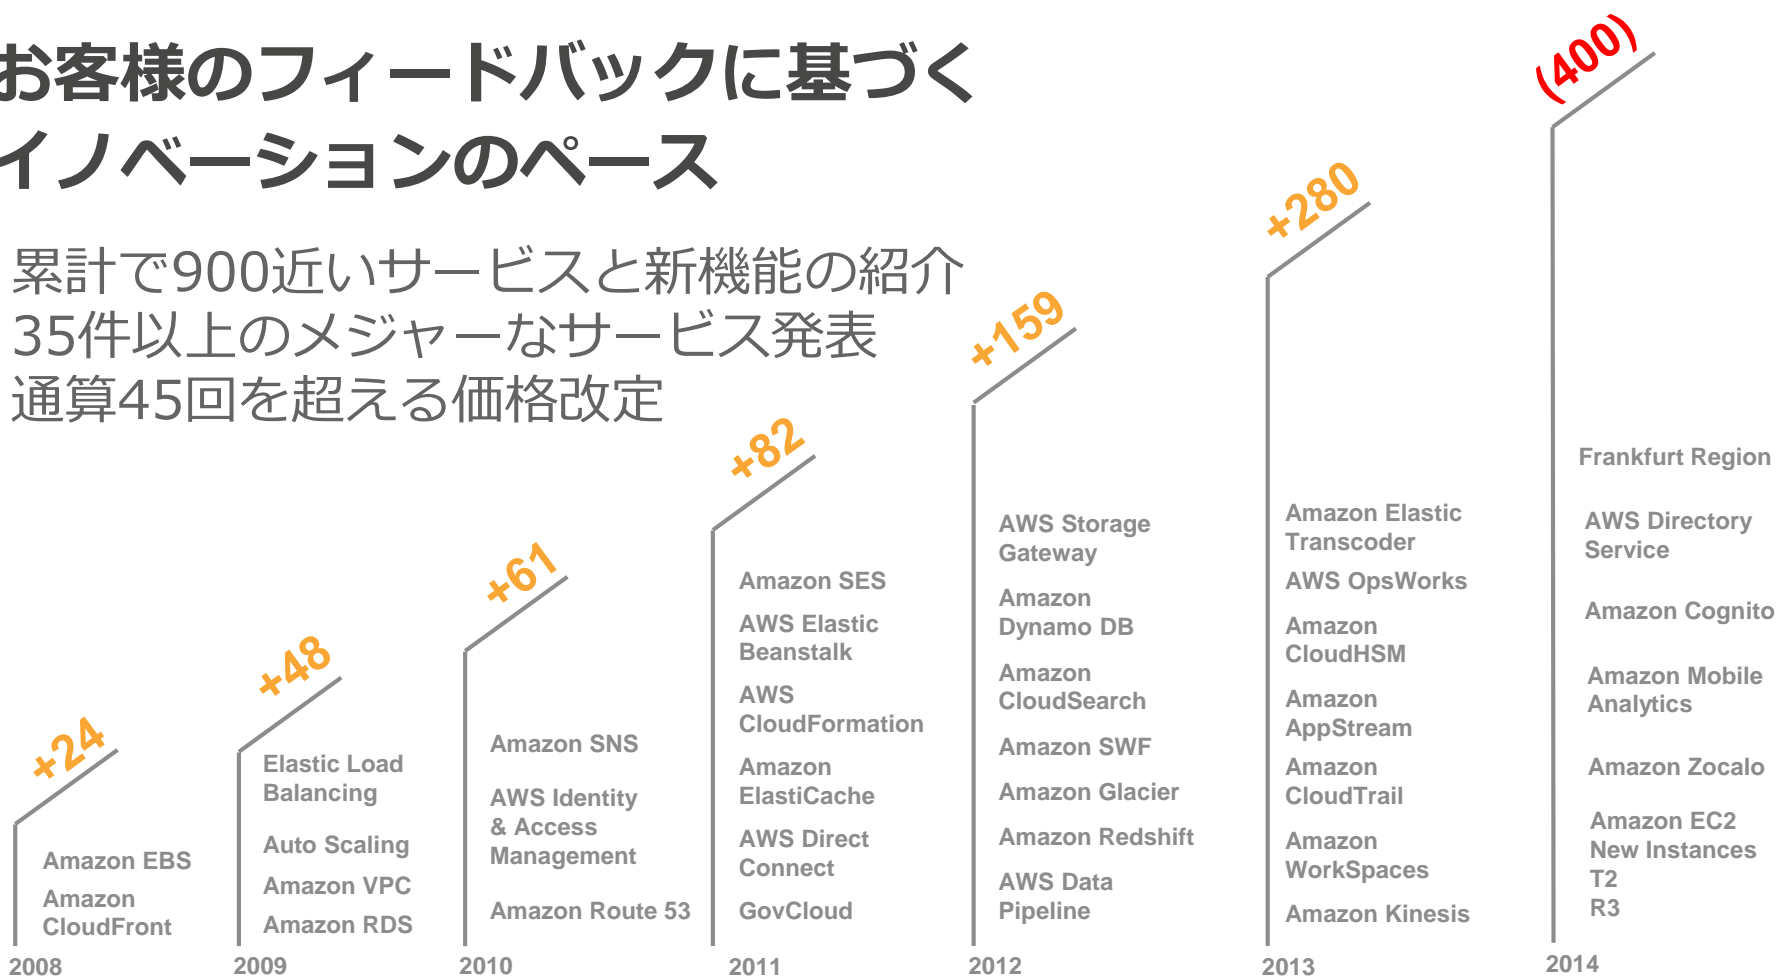 お客様のフィードバックに基づく
イノベーションのペース
累計で900近いサービスと新機能の紹介
35件以上のメジャーなサービス発表
通算45回を超える価格改定
+24
Amazon EBS
Amazon
CloudFront
2008
+48
Elastic Load
Balancing
Auto Scaling
Amazon VPC
Amazon RDS
2009
+61
Amazon SNS
AWS Identity
& Access
Management
Amazon Route 53
2010
+82
Amazon SES
AWS Elastic
Beanstalk
AWS
CloudFormation
Amazon
ElastiCache
AWS Direct
Connect
GovCloud
2011
+159
AWS Storage
Gateway
Amazon
Dynamo DB
Amazon
CloudSearch
Amazon SWF
Amazon Glacier
Amazon Redshift
AWS Data
Pipeline
2012
+280
Amazon Elastic
Transcoder
AWS OpsWorks
Amazon
CloudHSM
Amazon
AppStream
Amazon
CloudTrail
Amazon
WorkSpaces
Amazon Kinesis
2013
(400)
Frankfurt Region
AWS Directory
Service
Amazon Cognito
Amazon Mobile
Analytics
Amazon Zocalo
Amazon EC2
New Instances
T2
R3
2014